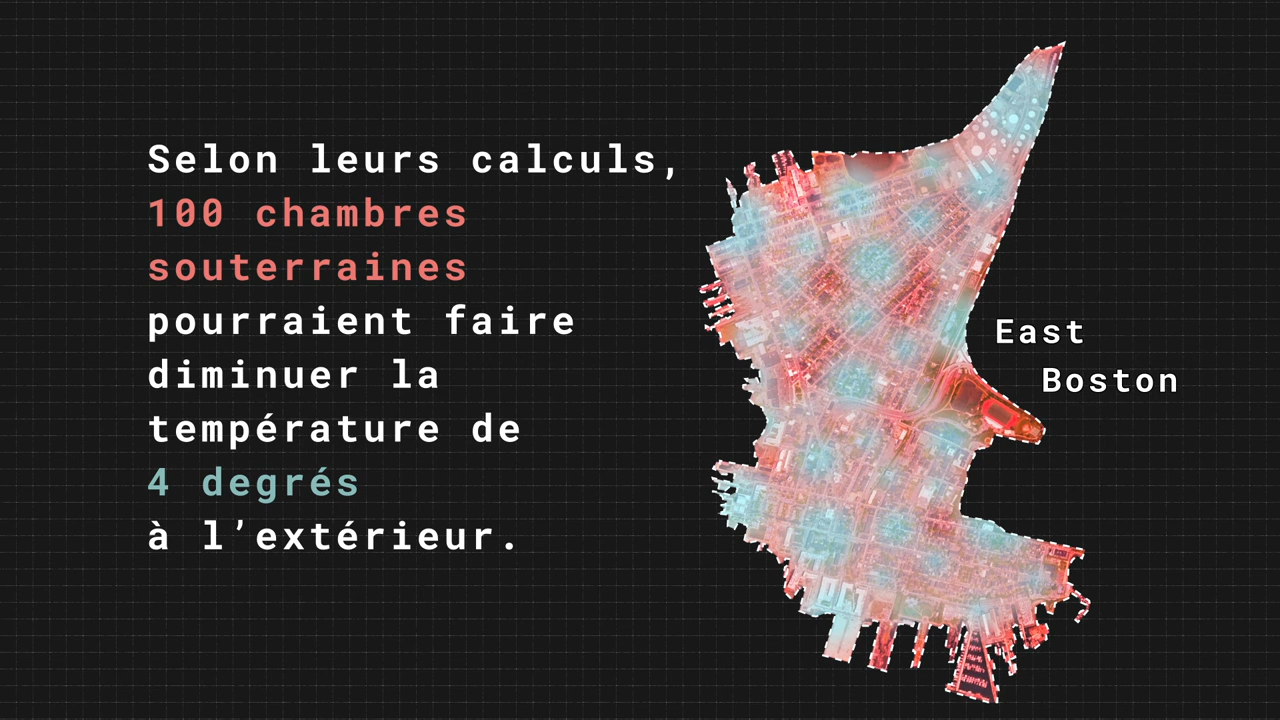 Selon leurs calculs,
100 chambres
souterraines
pourraient faire
diminuer la
température de
4 degrés
à l’extérieur.
East
Boston